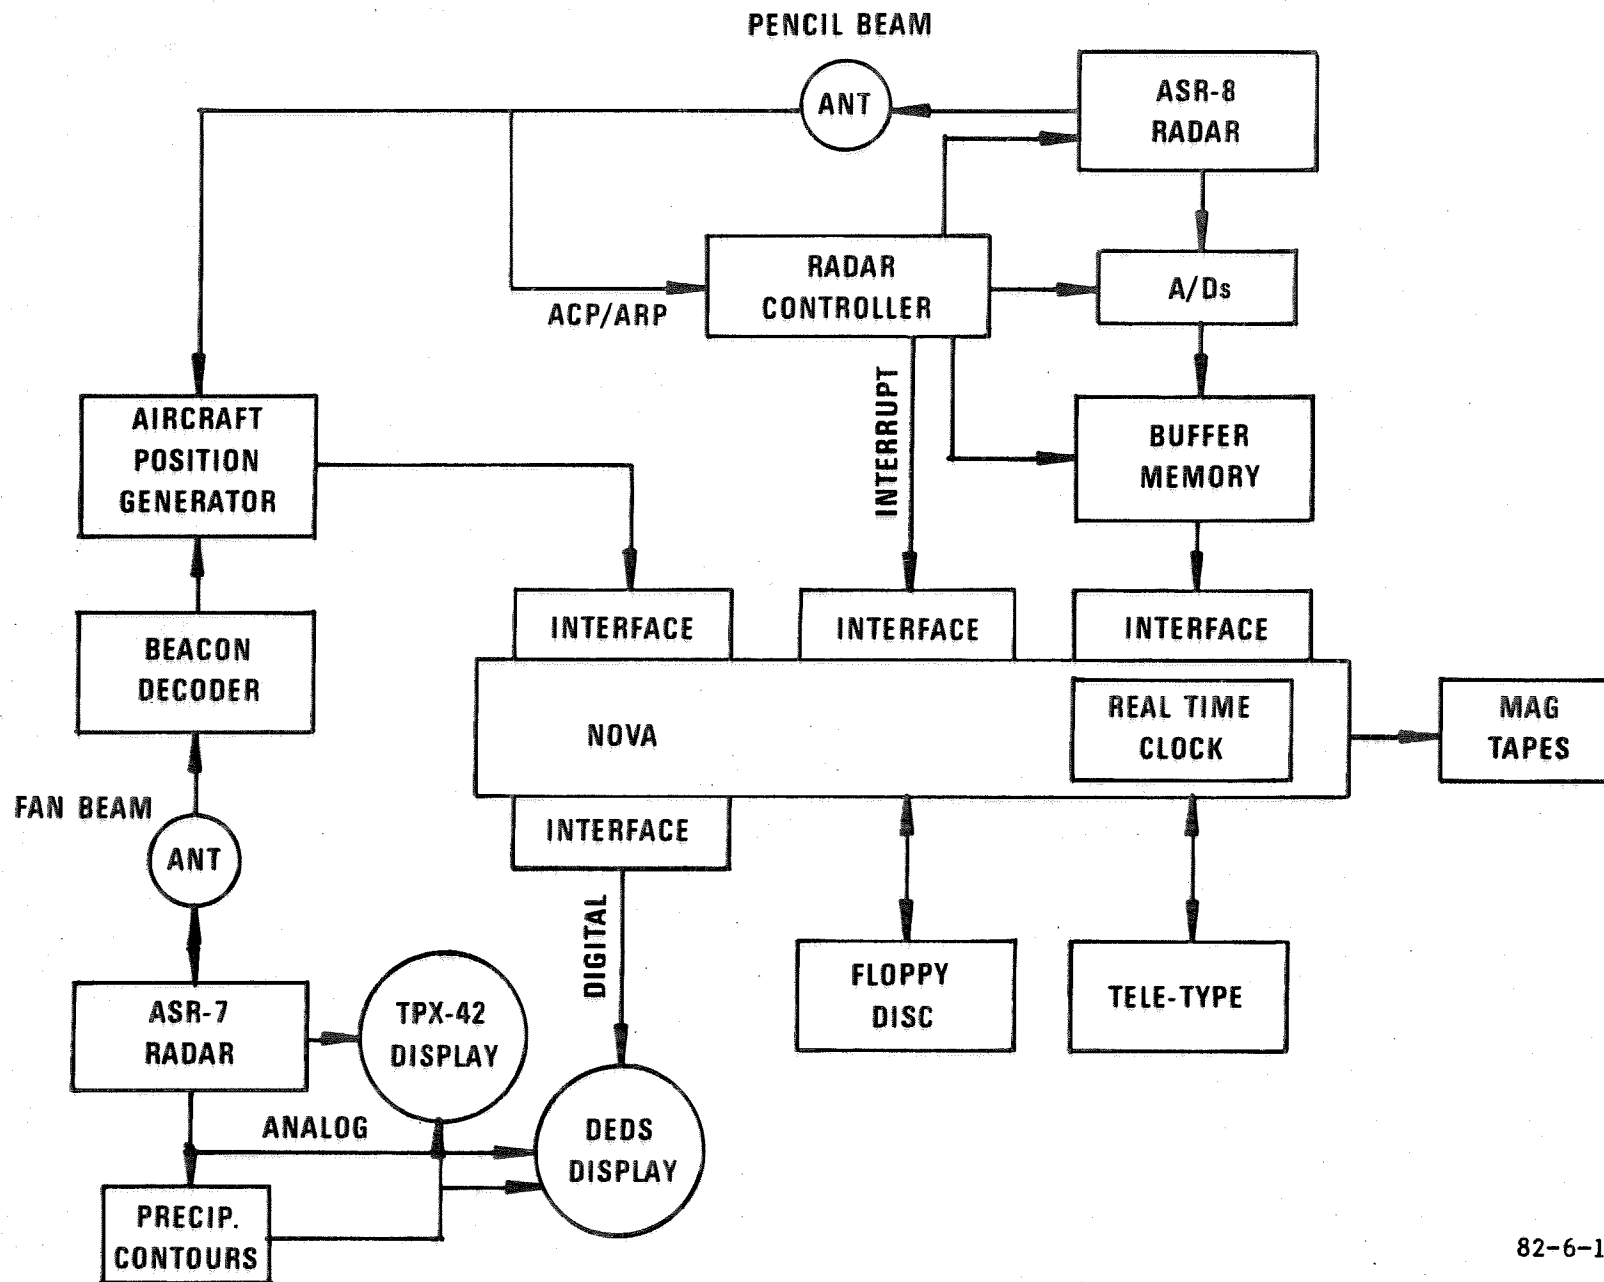 PENCIL BEAM
ANT
ASR-8
RADAR
RADAR
CONTROLLER
A/Ds
ACP/ARP
INTERRUPT
AIRCRAFT
POSITION
GENERATOR
BUFFER
MEMORY
INTERFACE
INTERFACE
INTERFACE
BEACON
DECODER
NOVA
REAL TIME
CLOCK
MAG
TAPES
FAN BEAM
ANT
INTERFACE
DIGITAL
FLOPPY
DISC
TELE-TYPE
ASR-7
RADAR
TPX-42
DISPLAY
ANALOG
DEDS
DISPLAY
PRECIP.
CONTOURS
82-6-1